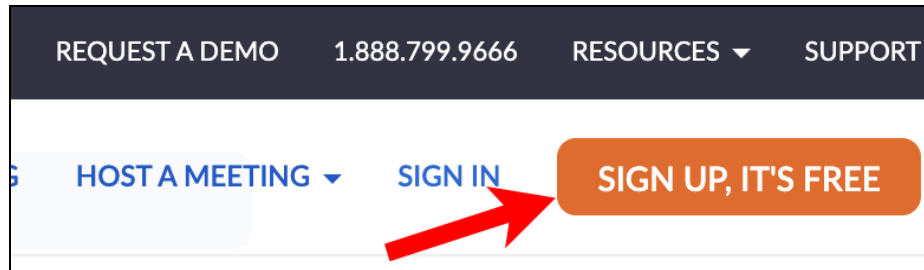 REQUEST A DEMO 1.888.799.9666 RESOURCES SUPPORT
G HOST A MEETING SIGN IN SIGN UP, IT'S FREE